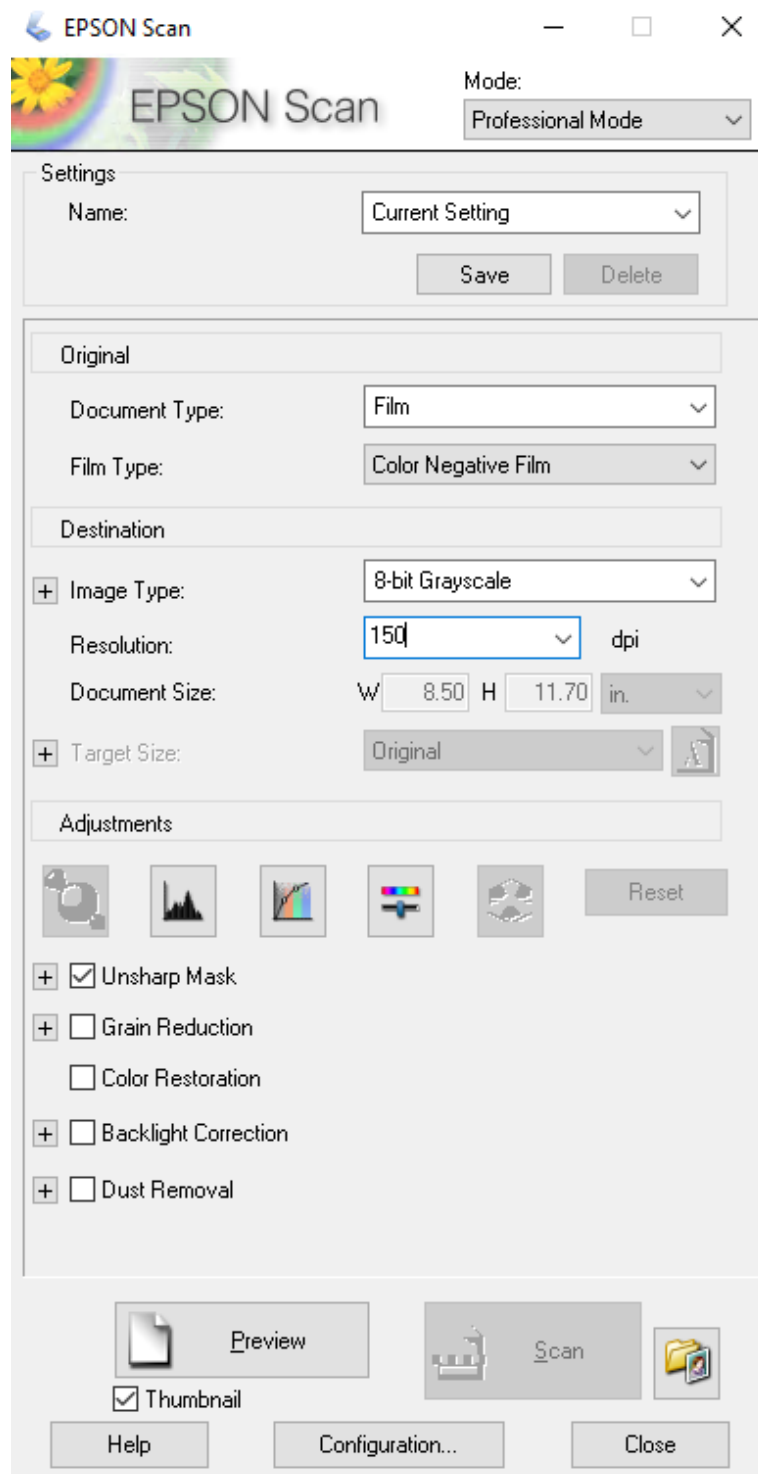 EPSON Scan
EPSON Scan
Mode:
Professional Mode
Settings
Name: Current Setting
Save Delete
Original
Document Type: Film
Film Type: Color Negative Film
Destination
Image Type: 8-bit Grayscale
Resolution: 150 dpi
Document Size: W 8.50 H 11.70 in.
Target Size: Original
Adjustments
Reset
Unsharp Mask
Grain Reduction
Color Restoration
Backlight Correction
Dust Removal
Preview Scan
Thumbnail
Help Configuration... Close